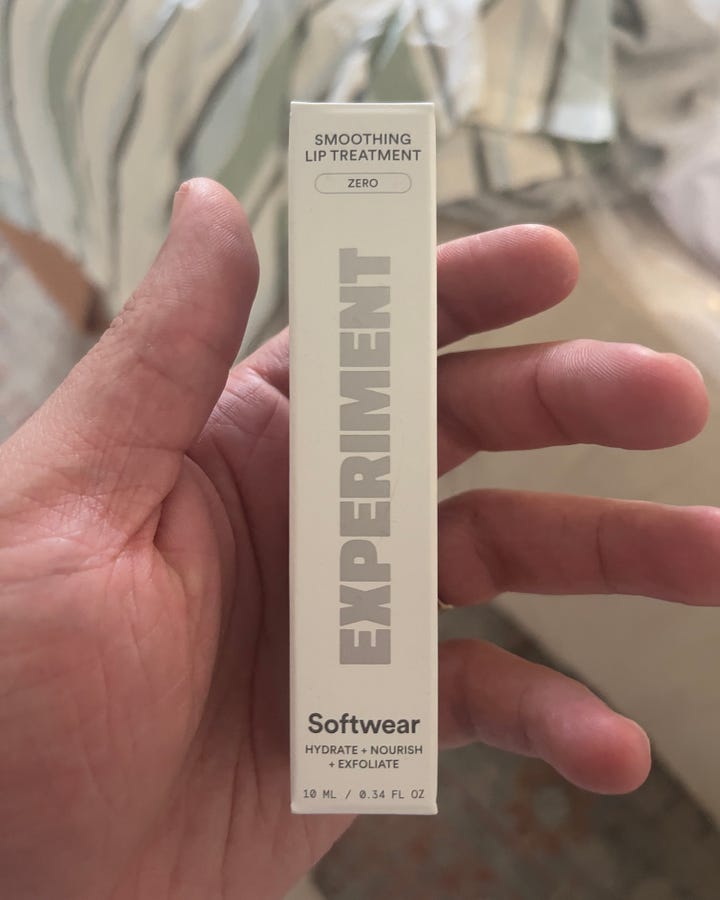 SMOOTHING
LIP TREATMENT
ZERO
EXPERIMENT
Softwear
HYDRATE + NOURISH
+ EXFOLIATE
10 ML / 0.34 FL OZ